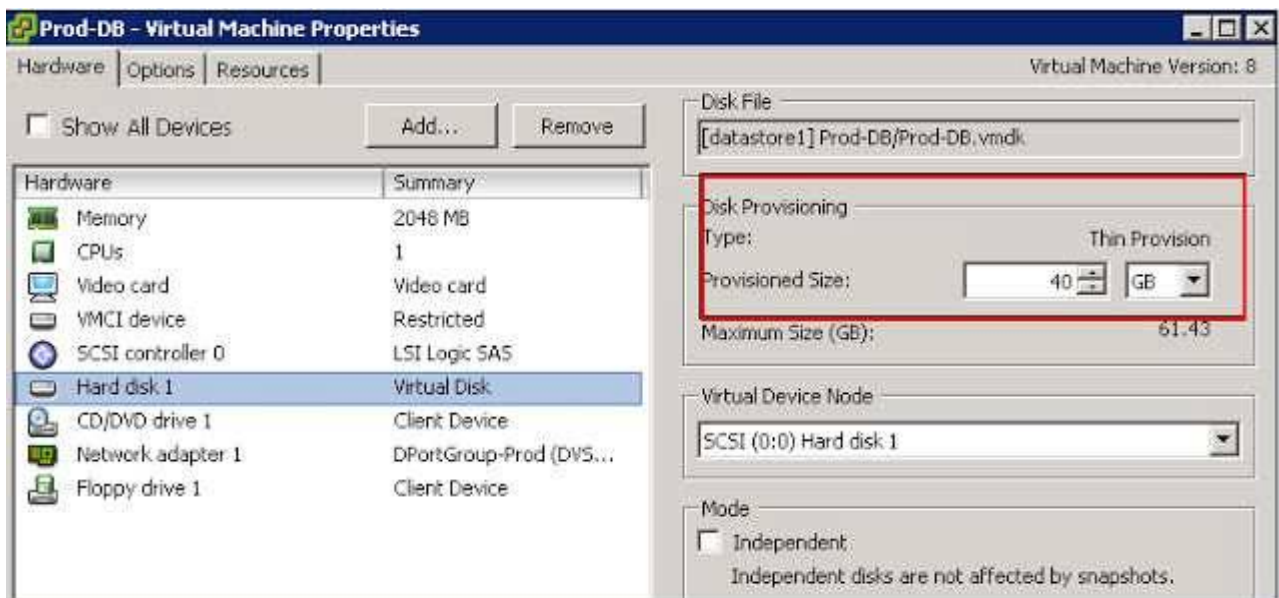 Prod-DB - Virtual Machine Properties
Hardware Options Resources Virtual Machine Version: 8
Show All Devices Add... Remove
Hardware Summary
Memory 2048 MB
CPUs 1
Video card Video card
VMCI device Restricted
SCSI controller 0 LSI Logic SAS
Hard disk 1 Virtual Disk
CD/DVD drive 1 Client Device
Network adapter 1 DPortGroup-Prod (DVS...
Floppy drive 1 Client Device
Disk File
[datastore1] Prod-DB/Prod-DB.vmdk
Disk Provisioning
Type: Thin Provision
Provisioned Size: 40 GB
Maximum Size (GB): 61.43
Virtual Device Node
SCSI (0:0) Hard disk 1
Mode
Independent
Independent disks are not affected by snapshots.